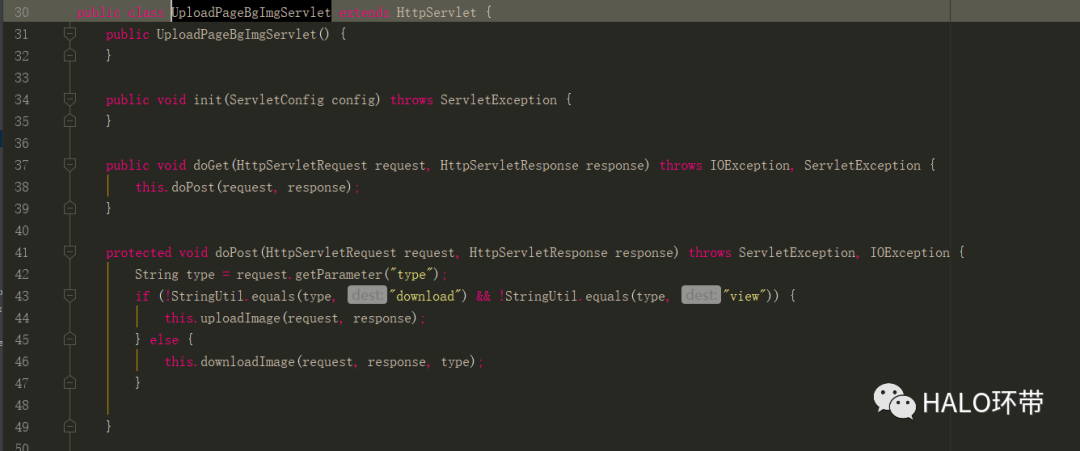 30 public class UploadPageBgImgServlet extends HttpServlet {
31 public UploadPageBgImgServlet() {
32 }
33
34 public void init(ServletConfig config) throws ServletException {
35 }
36
37 public void doGet(HttpServletRequest request, HttpServletResponse response) throws IOException, ServletException {
38 this.doPost(request, response);
39 }
40
41 protected void doPost(HttpServletRequest request, HttpServletResponse response) throws ServletException, IOException {
42 String type = request.getParameter("type");
43 if (!StringUtil.equals(type, dest: "download") && !StringUtil.equals(type, dest: "view")) {
44 this.uploadImage(request, response);
45 } else {
46 this.downloadImage(request, response, type);
47 }
48
49 }
50
HALO环带